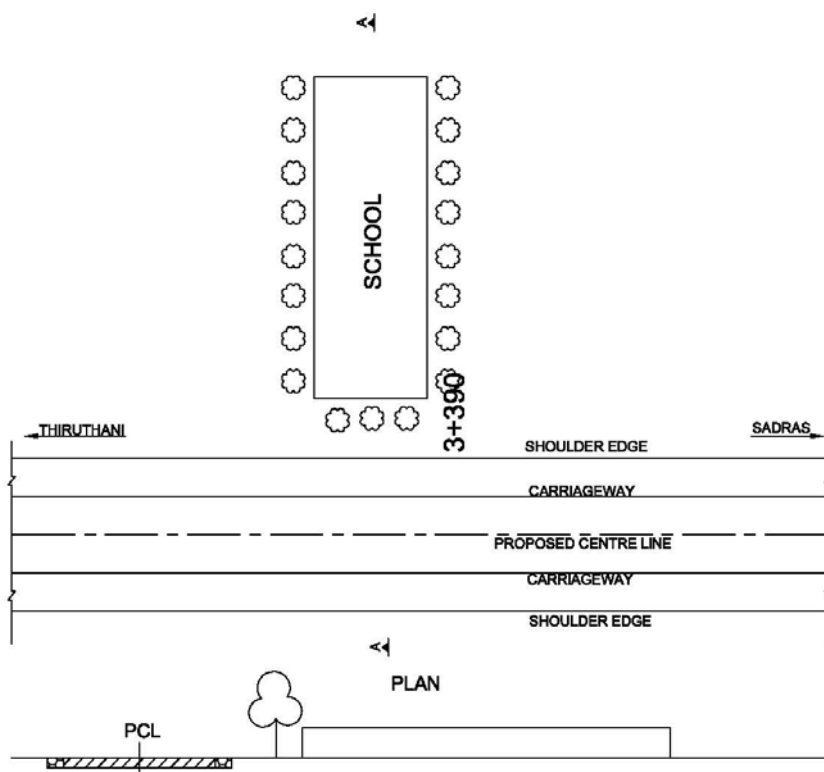 A
SCHOOL
3+390
THIRUTHANI
SADRAS
SHOULDER EDGE
CARRIAGEWAY
PROPOSED CENTRE LINE
CARRIAGEWAY
SHOULDER EDGE
A
PLAN
PCL